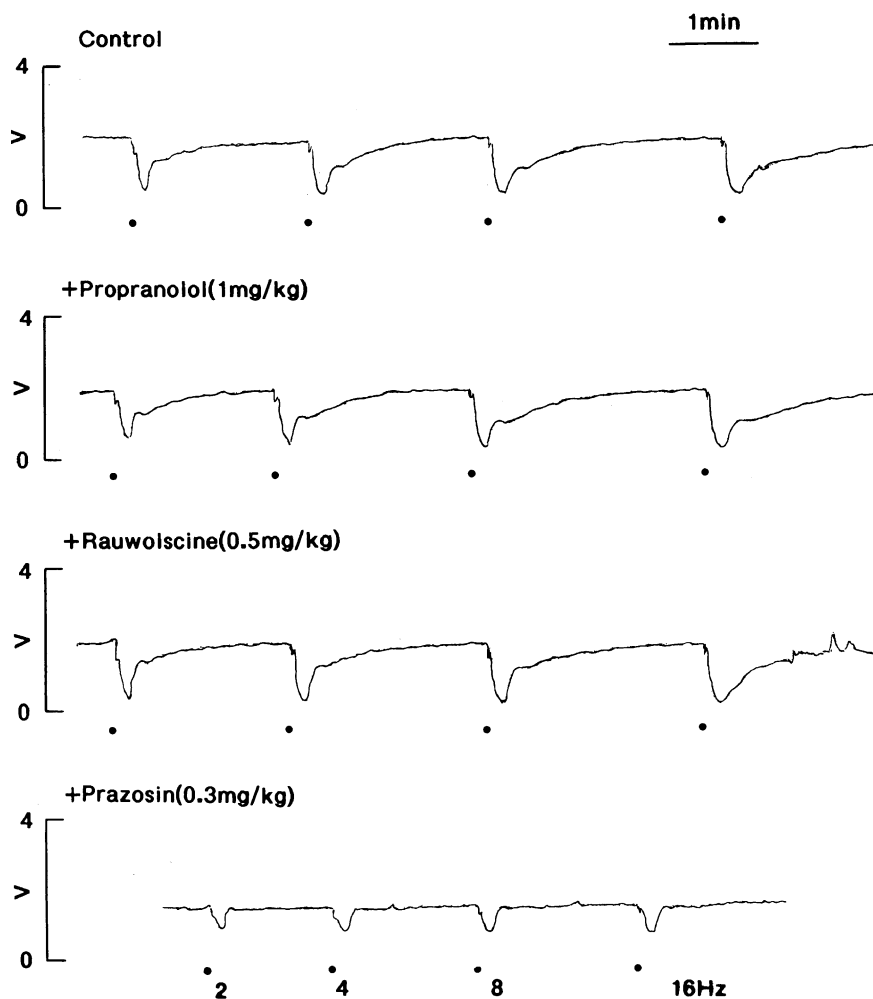 Control
1min
4
V
0
+Propranolol(1mg/kg)
4
V
0
+Rauwolscine(0.5mg/kg)
4
V
0
+Prazosin(0.3mg/kg)
4
V
0
2 4 8 16Hz